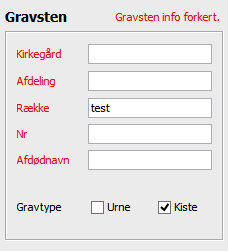 Gravsten Gravsten info forkert.
Kirkegård
Afdeling
Række test
Nr
Afdødnavn
Gravtype Urne Kiste